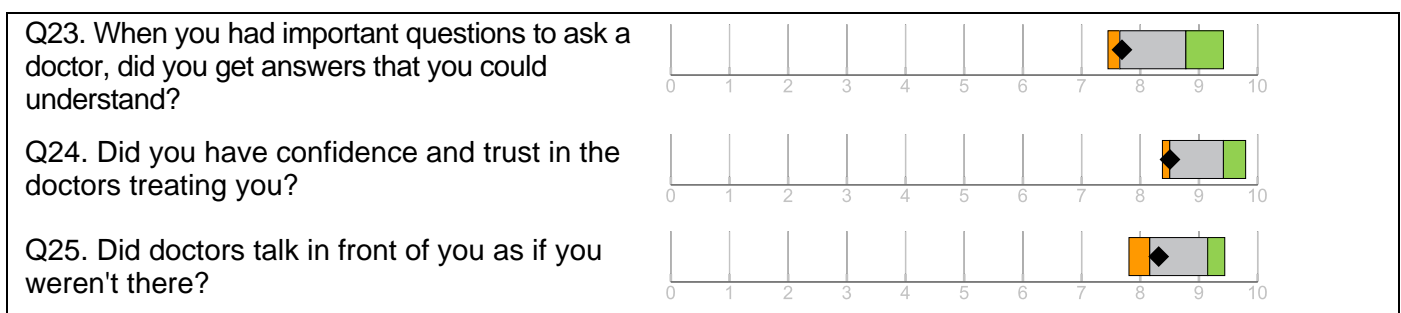 Q23. When you had important questions to ask a
doctor, did you get answers that you could
understand?
0 1 2 3 4 5 6 7 8 9 10
Q24. Did you have confidence and trust in the
doctors treating you?
0 1 2 3 4 5 6 7 8 9 10
Q25. Did doctors talk in front of you as if you
weren't there?
0 1 2 3 4 5 6 7 8 9 10